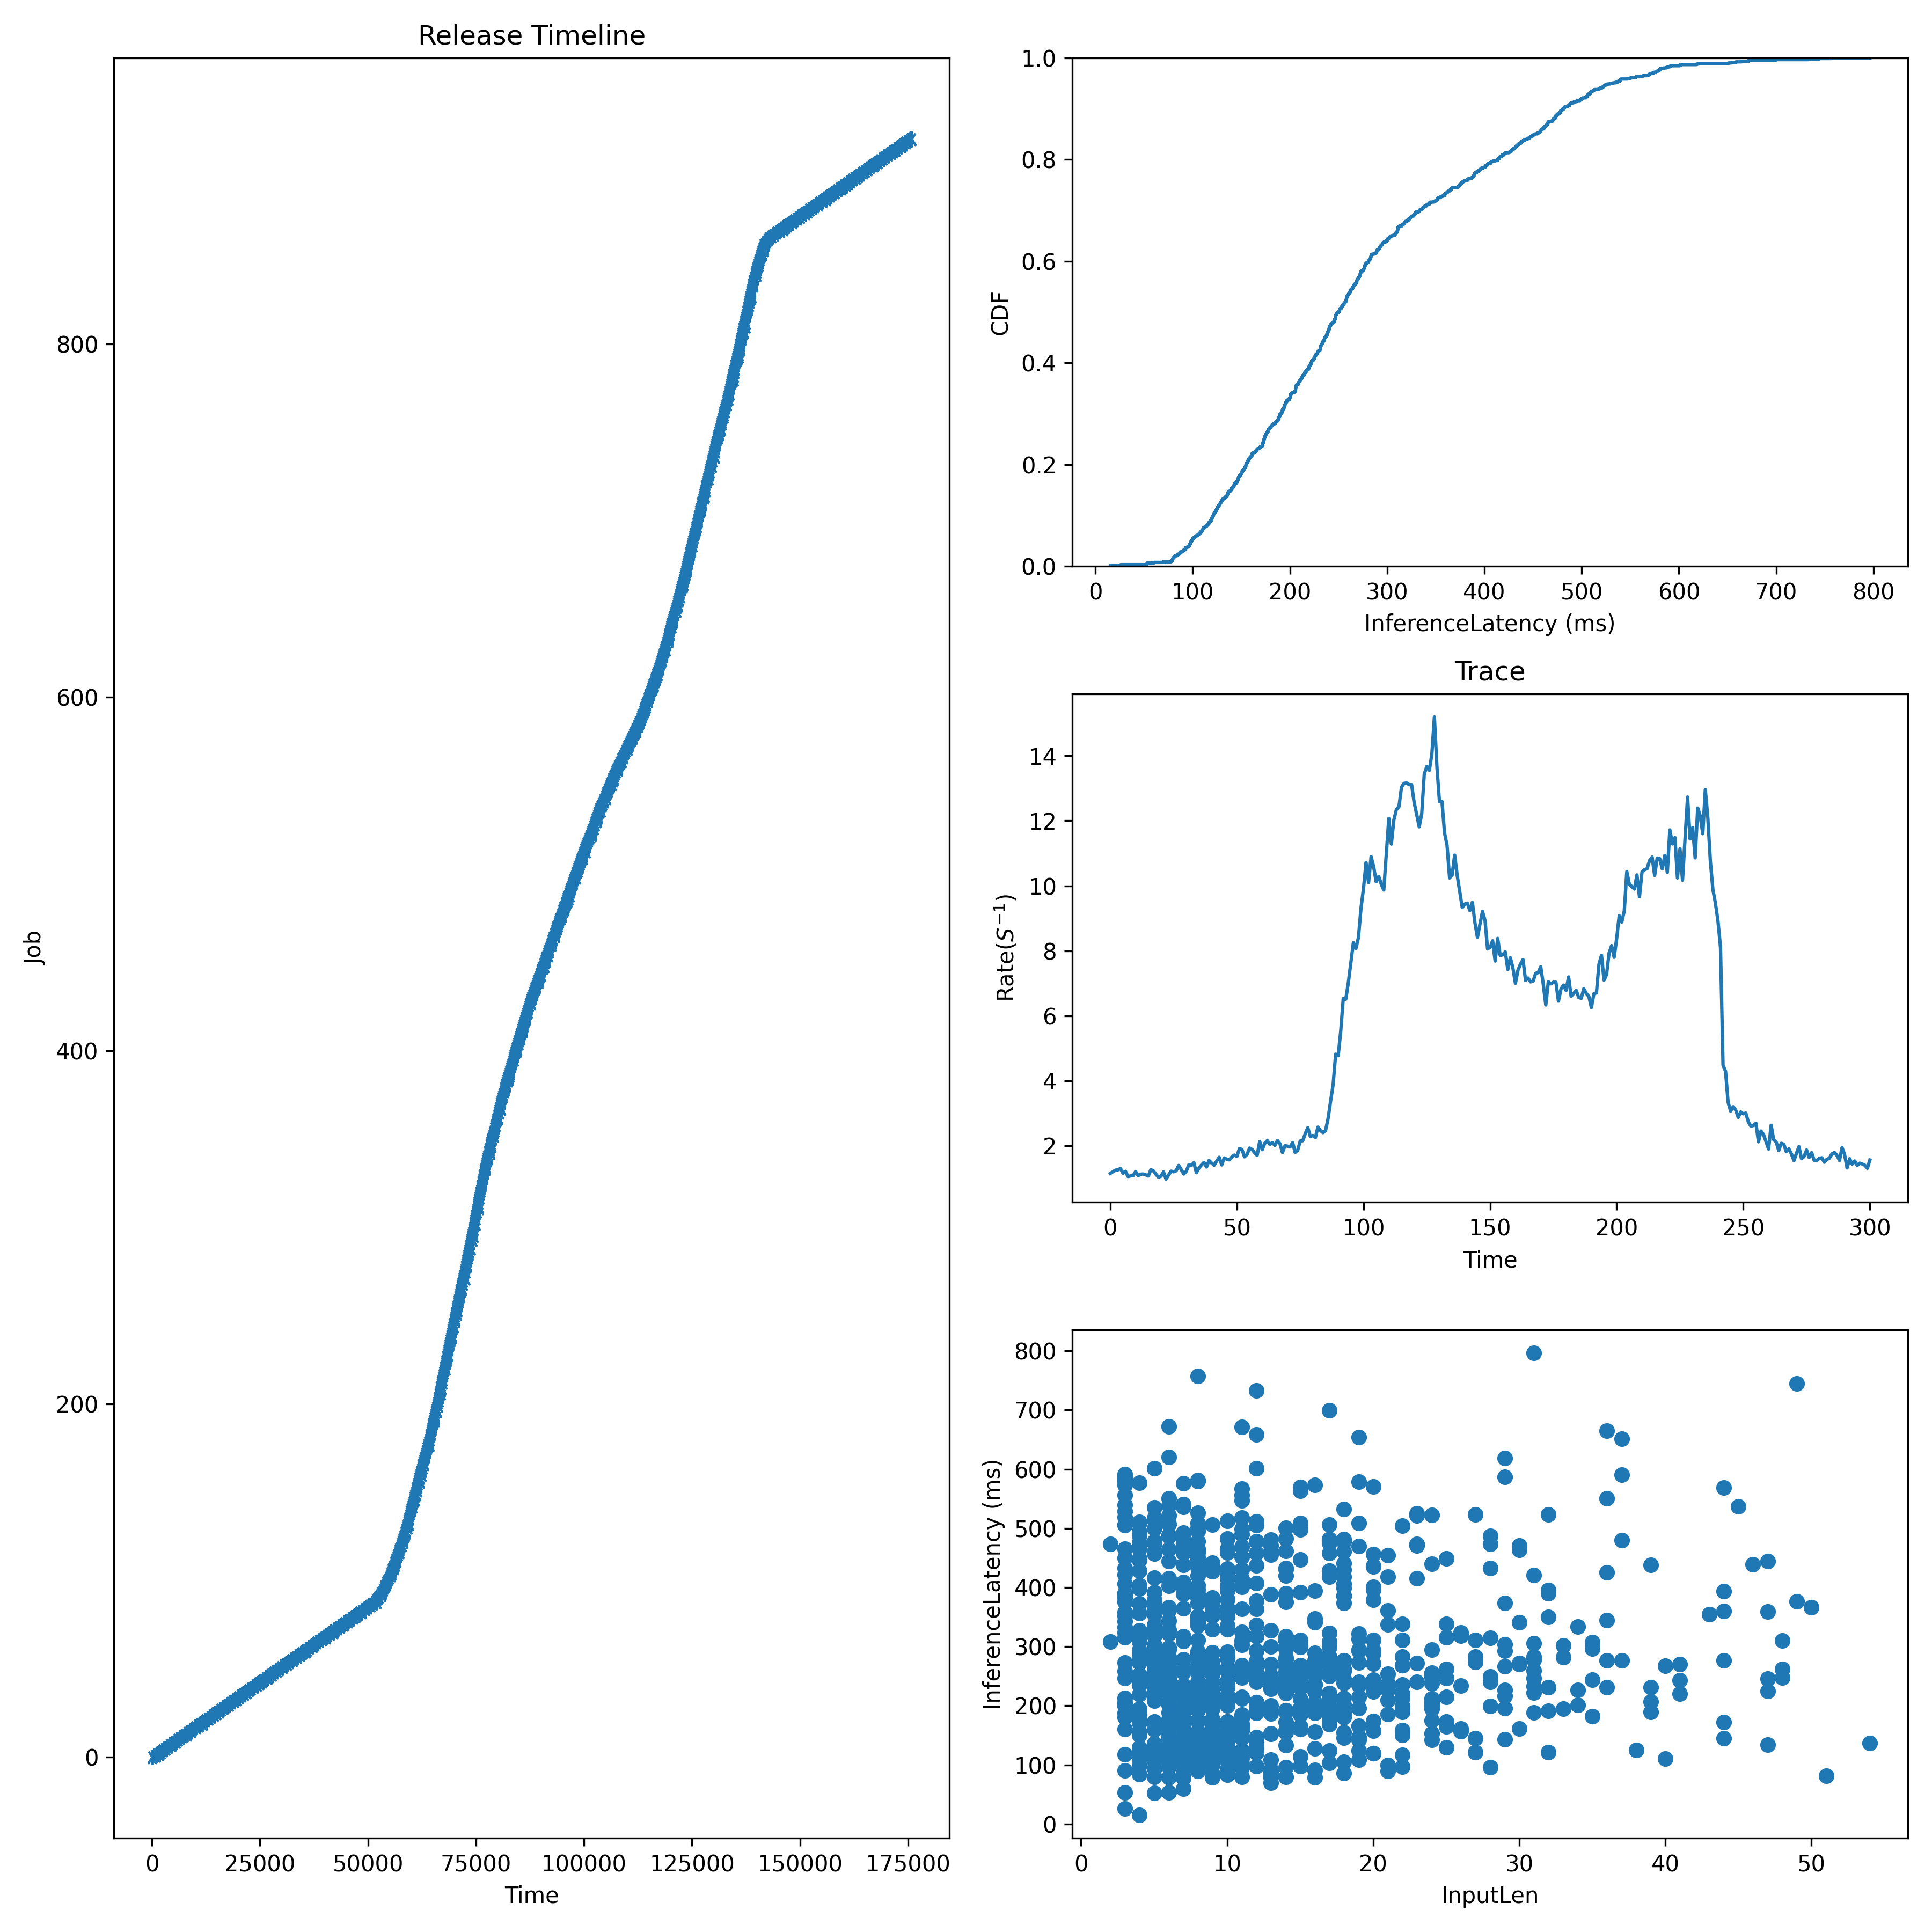 Release Timeline
800
600
400
200
0
Job
0 25000 50000 75000 100000 125000 150000 175000
Time
1.0
0.8
0.6
0.4
0.2
0.0
CDF
0 100 200 300 400 500 600 700 800
InferenceLatency (ms)
Trace
14
12
10
8
6
4
2
Rate(S⁻¹)
0 50 100 150 200 250 300
Time
800
700
600
500
400
300
200
100
0
InferenceLatency (ms)
0 10 20 30 40 50
InputLen